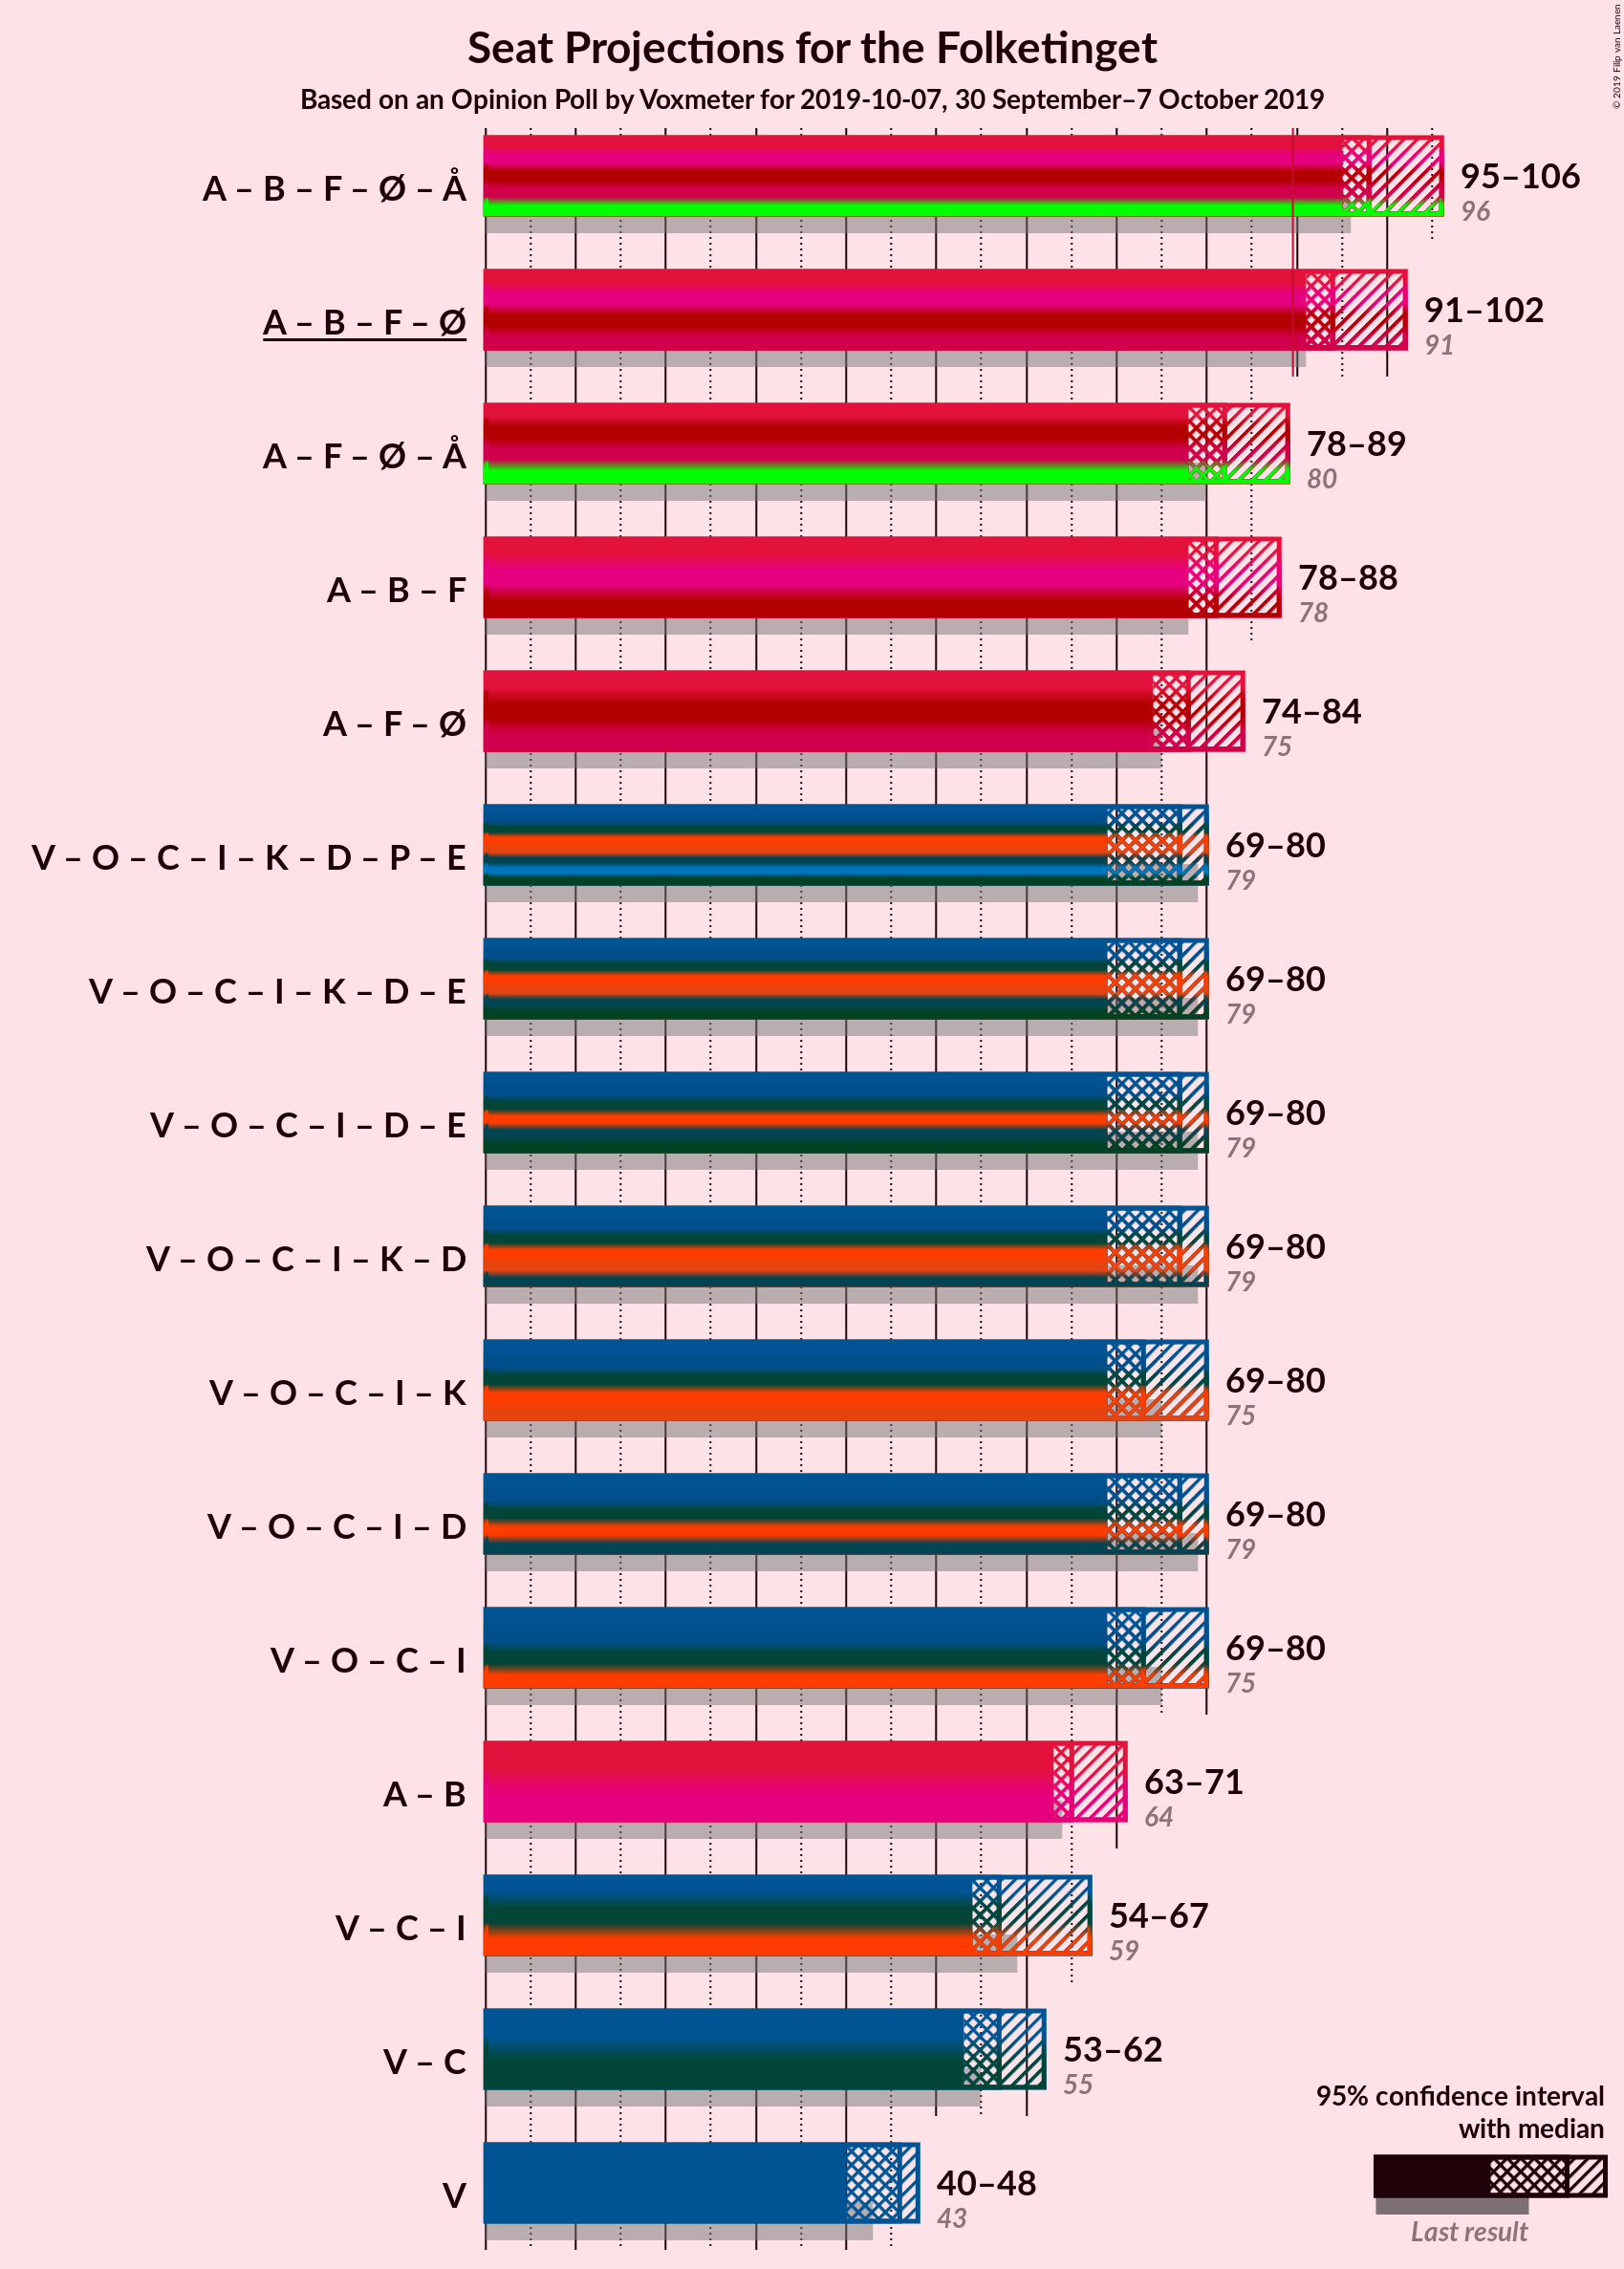 © 2019 Filip van Laenen
Seat Projections for the Folketinget
Based on an Opinion Poll by Voxmeter for 2019-10-07, 30 September–7 October 2019
A – B – F – Ø – Å
95–106
96
A – B – F – Ø
91–102
91
A – F – Ø – Å
78–89
80
A – B – F
78–88
78
A – F – Ø
74–84
75
V – O – C – I – K – D – P – E
69–80
79
V – O – C – I – K – D – E
69–80
79
V – O – C – I – D – E
69–80
79
V – O – C – I – K – D
69–80
79
V – O – C – I – K
69–80
75
V – O – C – I – D
69–80
79
V – O – C – I
69–80
75
A – B
63–71
64
V – C – I
54–67
59
V – C
53–62
55
V
40–48
43
95% confidence interval
with median
Last result